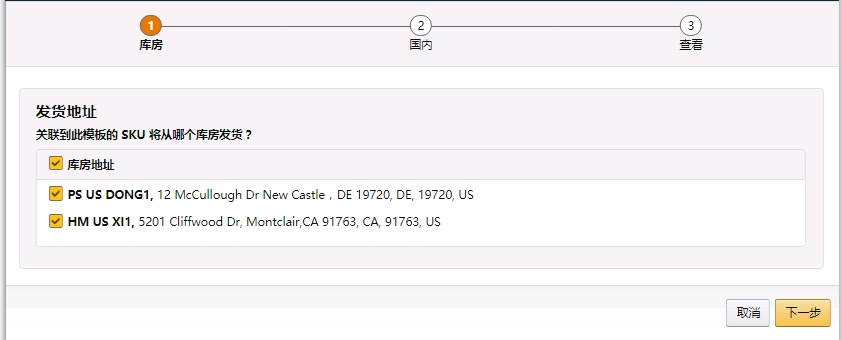 1
2
3
库房
国内
查看
发货地址
关联到此模板的 SKU 将从哪个库房发货？
库房地址
PS US DONG1, 12 McCullough Dr New Castle，DE 19720, DE, 19720, US
HM US XI1, 5201 Cliffwood Dr, Montclair,CA 91763, CA, 91763, US
取消
下一步